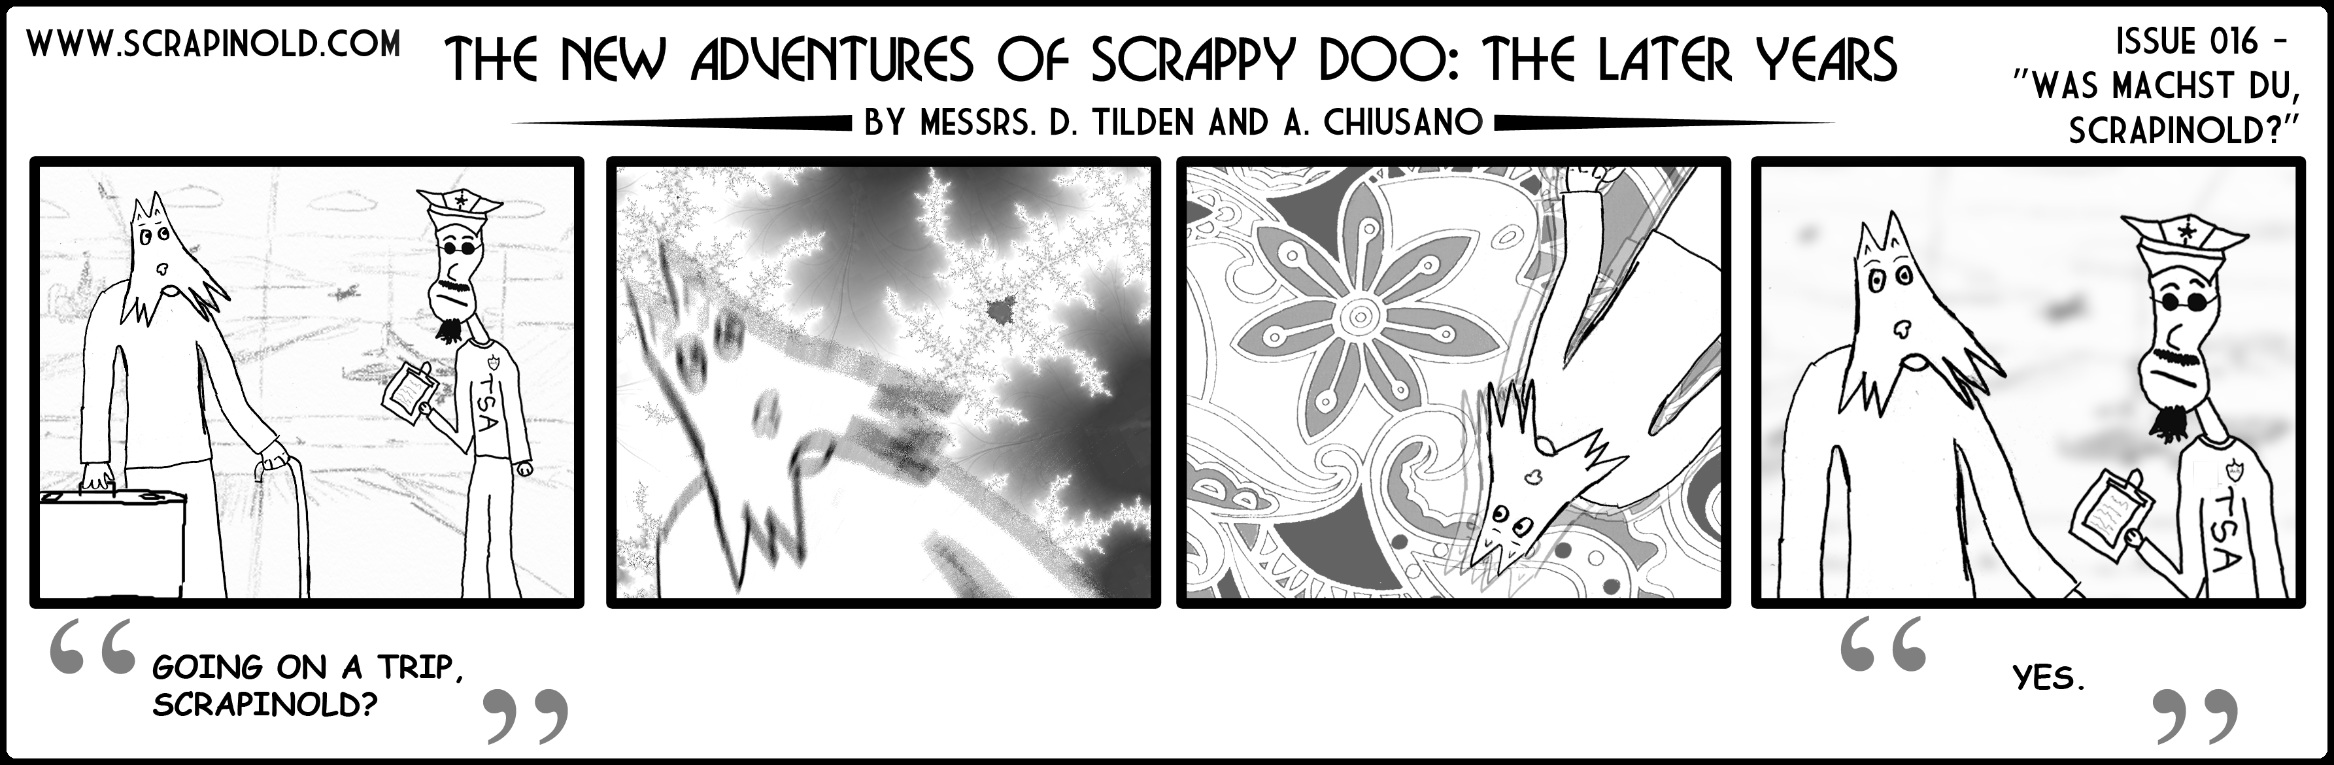 WWW.SCRAPINOLD.COM
THE NEW ADVENTURES OF SCRAPPY DOO: THE LATER YEARS
BY MESSRS. D. TILDEN AND A. CHIUSANO
ISSUE 016 -
"WAS MACHST DU,
SCRAPINOLD?"
TSA
TSA
“GOING ON A TRIP,
SCRAPINOLD?”
“YES.”